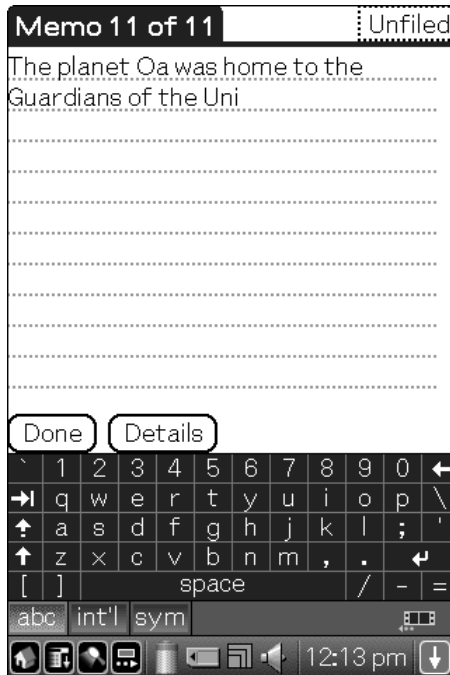 Memo 11 of 11 Unfiled
The planet Oa was home to the
Guardians of the Uni
Done Details
` 1 2 3 4 5 6 7 8 9 0
q w e r t y u i o p \
a s d f g h j k l ; '
z x c v b n m , .
[ ] space / - =
abc int'l sym
12:13 pm